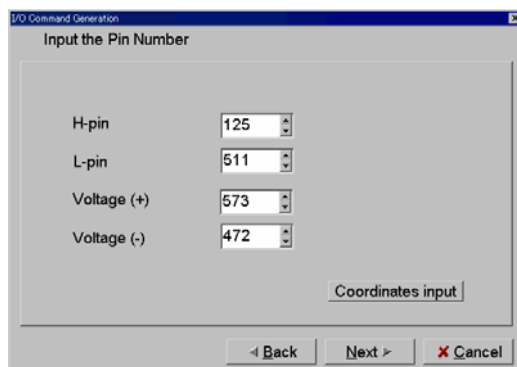 I/O Command Generation
Input the Pin Number
H-pin 125
L-pin 511
Voltage (+) 573
Voltage (-) 472
Coordinates input
Back Next Cancel